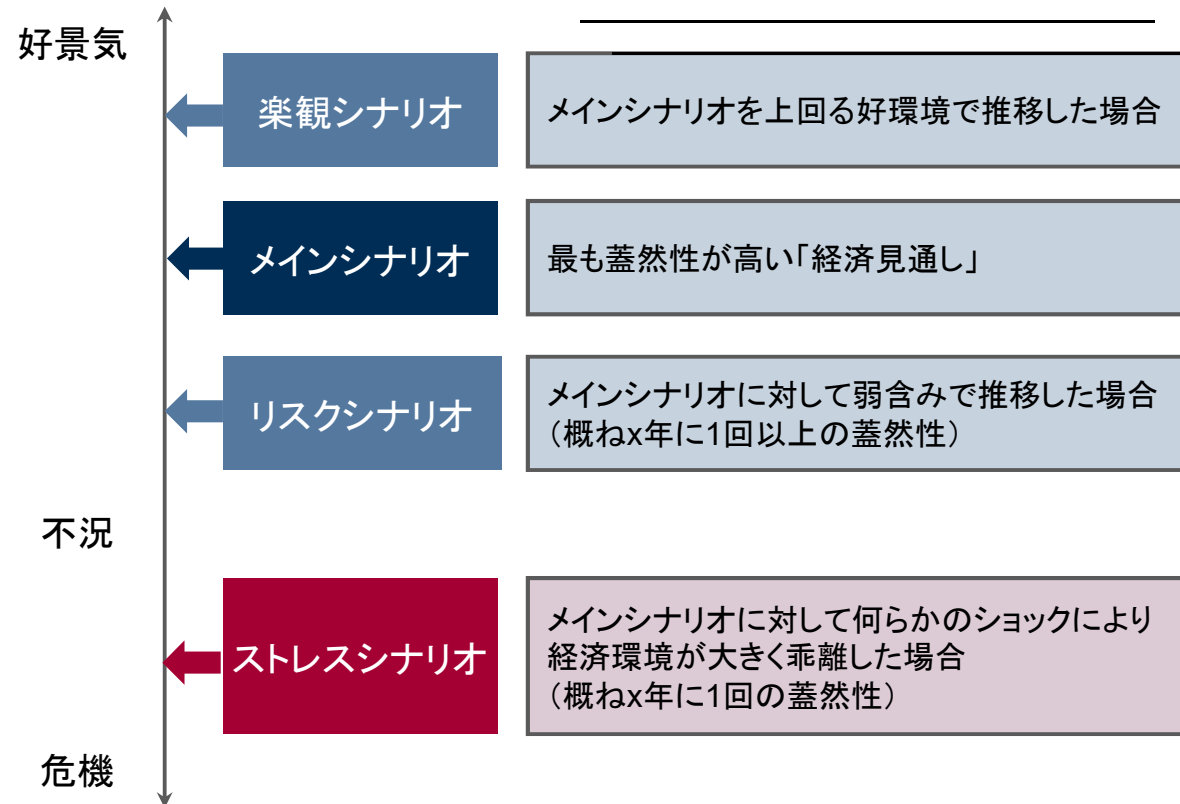 好景気
楽観シナリオ
メインシナリオを上回る好環境で推移した場合
メインシナリオ
最も蓋然性が高い「経済見通し」
リスクシナリオ
メインシナリオに対して弱含みで推移した場合
（概ねx年に1回以上の蓋然性）
不況
ストレスシナリオ
メインシナリオに対して何らかのショックにより
経済環境が大きく乖離した場合
（概ねx年に1回の蓋然性）
危機